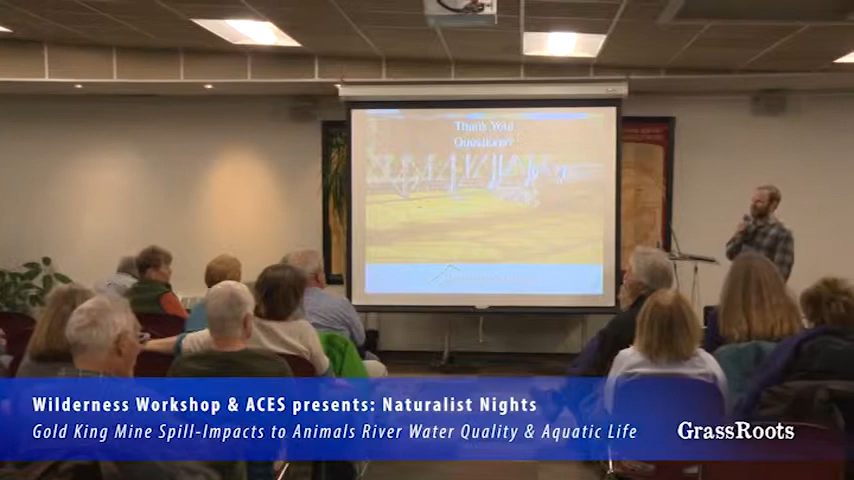 Thank You!
Questions?
Wilderness Workshop & ACES presents: Naturalist Nights
Gold King Mine Spill-Impacts to Animals River Water Quality & Aquatic Life
GrassRoots